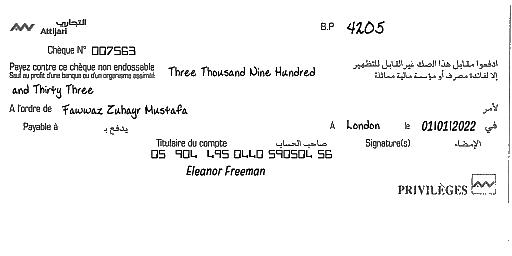 التجاري
Attijari
B.P 4205
Chèque N° 007563
Payez contre ce chèque non endossable
ادفعوا مقابل هذا الصك غير القابل للتظهير
Sauf au profit d'une banque ou d'un organisme assimilé
إلا لفائدة مصرف أو مؤسسة مالية مماثلة
Three Thousand Nine Hundred
and Thirty Three
A l'ordre de Fawwaz Zuhayr Mustafa لأمر
Payable à يدفع بـ A London le 01/01/2022 في
Titulaire du compte صاحب الحساب Signature(s) الإمضاء
05 904 495 0440 590504 56
Eleanor Freeman
PRIVILÈGES